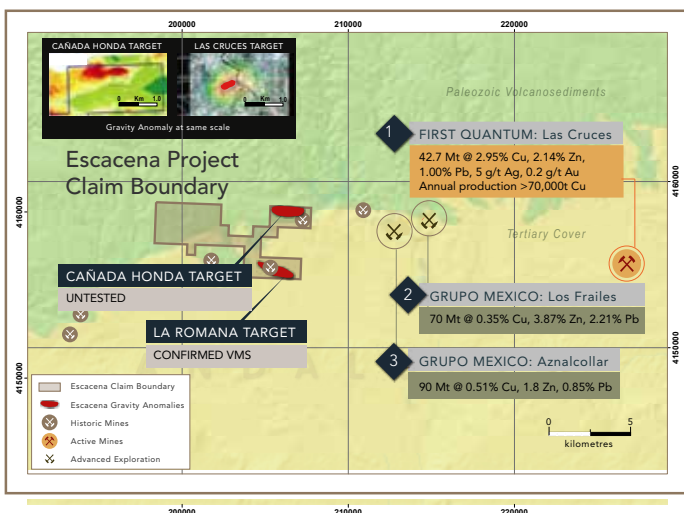 200000
210000
220000
CAÑADA HONDA TARGET
LAS CRUCES TARGET
0 Km 1.0
0 Km 1.0
Gravity Anomaly at same scale
Paleozoic Volcanosediments
1
FIRST QUANTUM: Las Cruces
42.7 Mt @ 2.95% Cu, 2.14% Zn,
1.00% Pb, 5 g/t Ag, 0.2 g/t Au
Annual production >70,000t Cu
Escacena Project
Claim Boundary
4160000
4160000
Tertiary Cover
CAÑADA HONDA TARGET
UNTESTED
2
GRUPO MEXICO: Los Frailes
70 Mt @ 0.35% Cu, 3.87% Zn, 2.21% Pb
LA ROMANA TARGET
CONFIRMED VMS
3
GRUPO MEXICO: Aznalcollar
90 Mt @ 0.51% Cu, 1.8 Zn, 0.85% Pb
4150000
4150000
Escacena Claim Boundary
Escacena Gravity Anomalies
Historic Mines
Active Mines
Advanced Exploration
0 5
kilometres
200000
210000
220000